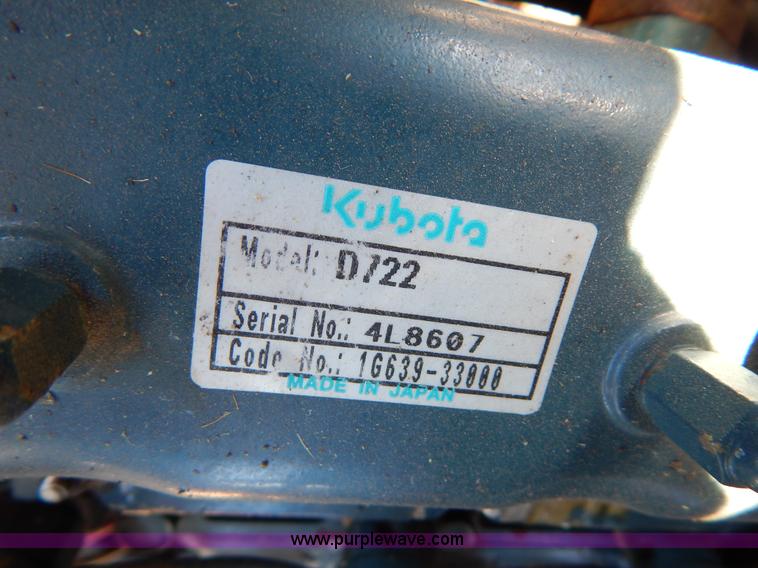 Kubota
Model: D722
Serial No.: 4L8607
Code No.: 1G639-33000
MADE IN JAPAN
www.purplewave.com